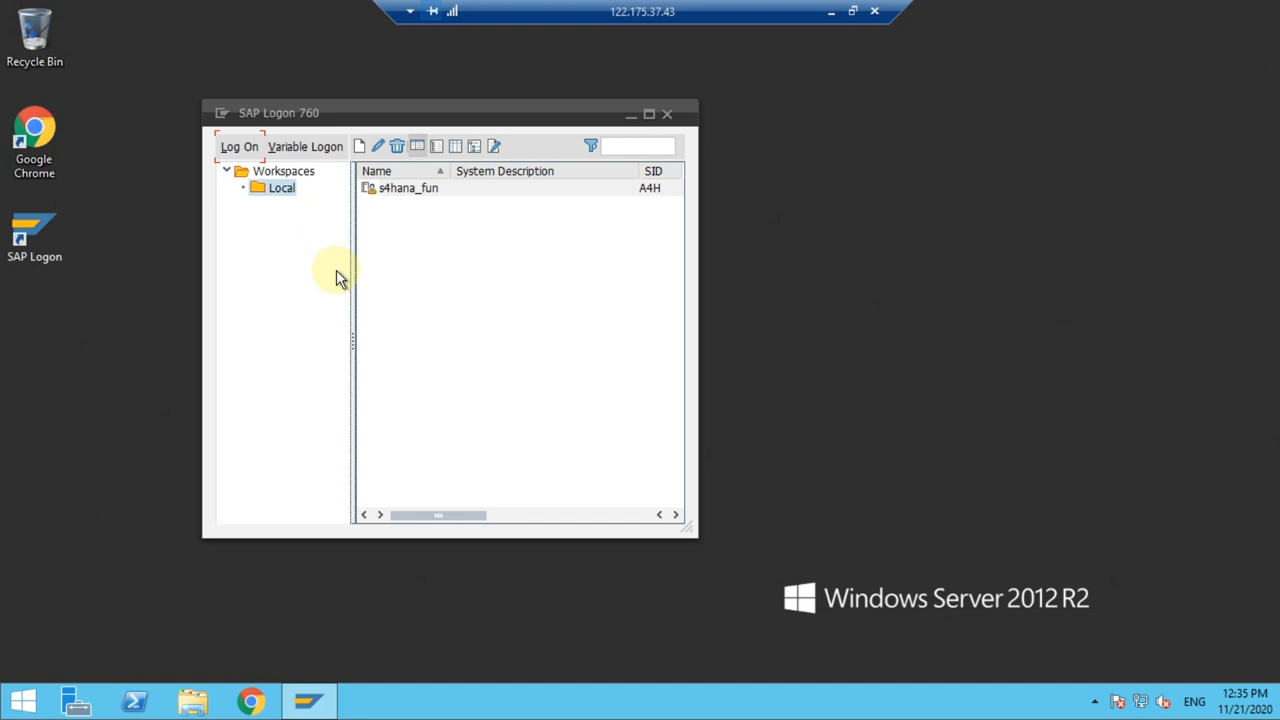 122.175.37.43
Recycle Bin
Google Chrome
SAP Logon
SAP Logon 760
Log On Variable Logon
Workspaces
Local
Name System Description SID
s4hana_fun A4H
Windows Server 2012 R2
ENG
12:35 PM
11/21/2020